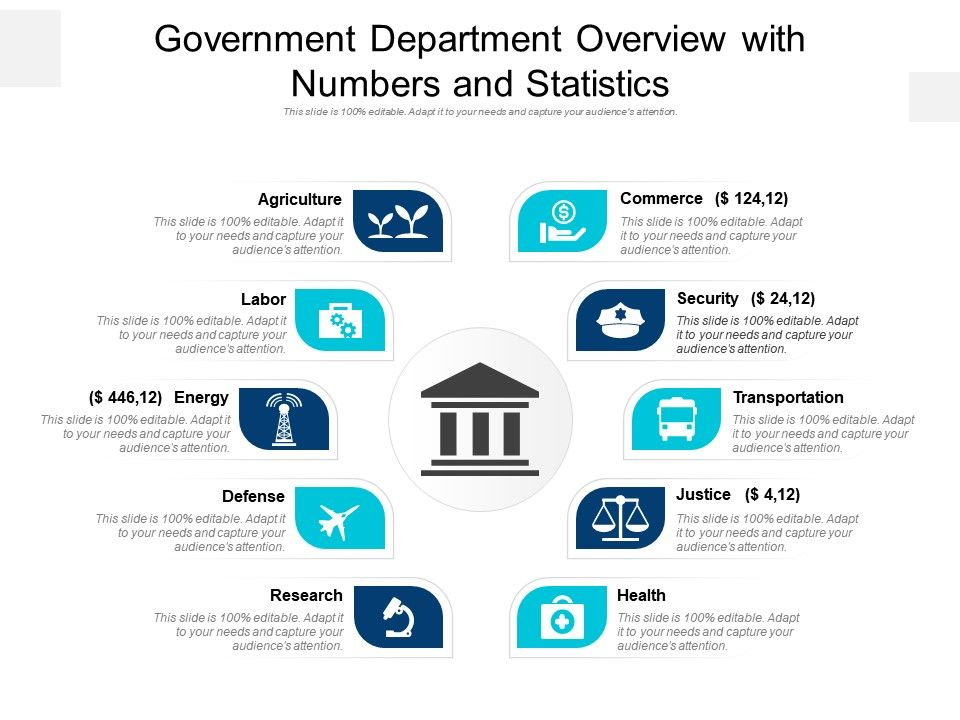 Government Department Overview with
Numbers and Statistics
This slide is 100% editable. Adapt it to your needs and capture your audience's attention.
Agriculture
This slide is 100% editable. Adapt it
to your needs and capture your
audience's attention.
Labor
This slide is 100% editable. Adapt it
to your needs and capture your
audience's attention.
($ 446,12) Energy
This slide is 100% editable. Adapt it
to your needs and capture your
audience's attention.
Defense
This slide is 100% editable. Adapt it
to your needs and capture your
audience's attention.
Research
This slide is 100% editable. Adapt it
to your needs and capture your
audience's attention.
Commerce ($ 124,12)
This slide is 100% editable. Adapt
it to your needs and capture your
audience's attention.
$
Security ($ 24,12)
This slide is 100% editable. Adapt
it to your needs and capture your
audience's attention.
Transportation
This slide is 100% editable. Adapt
it to your needs and capture your
audience's attention.
Justice ($ 4,12)
This slide is 100% editable. Adapt
it to your needs and capture your
audience's attention.
Health
This slide is 100% editable. Adapt
it to your needs and capture your
audience's attention.